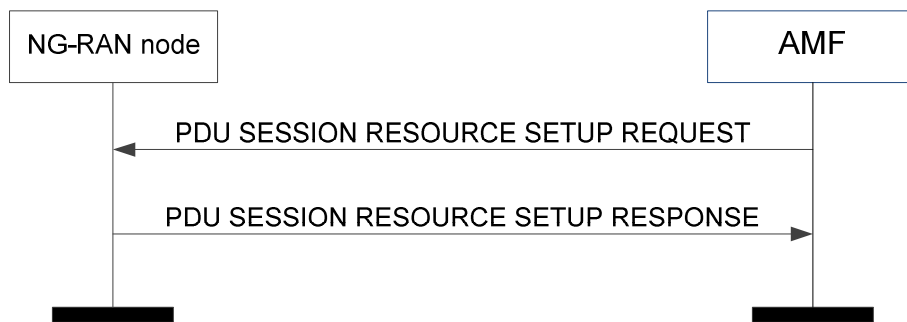 NG-RAN node
AMF
PDU SESSION RESOURCE SETUP REQUEST
PDU SESSION RESOURCE SETUP RESPONSE